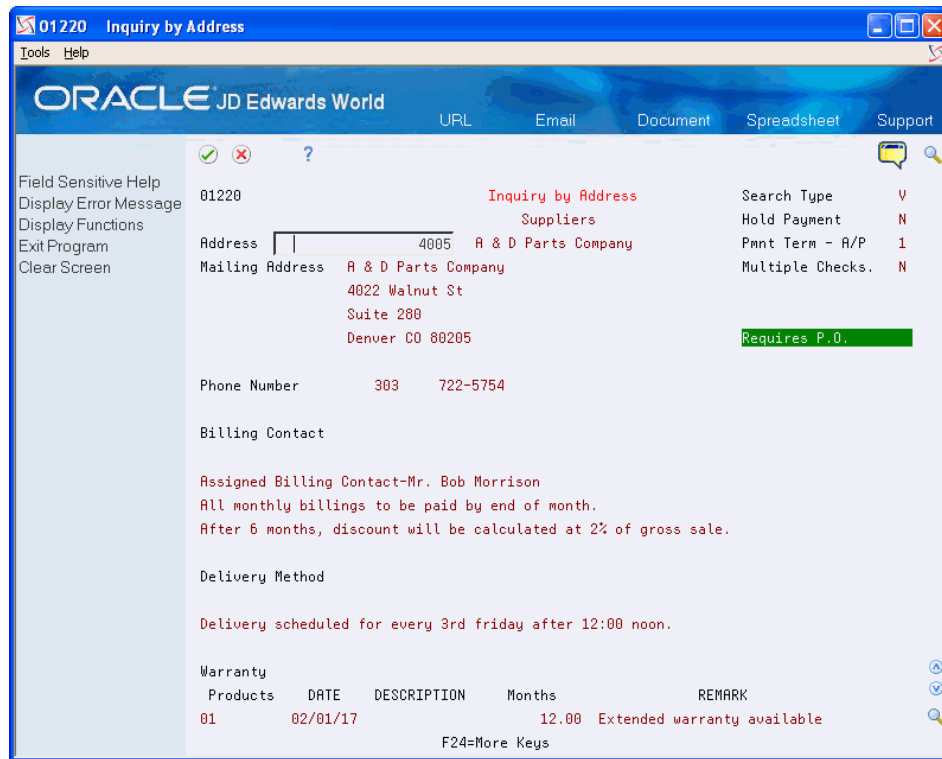 01220 Inquiry by Address
Tools Help
ORACLE JD Edwards World
URL Email Document Spreadsheet Support
?
Field Sensitive Help
Display Error Message
Display Functions
Exit Program
Clear Screen
01220 Inquiry by Address Search Type V
Suppliers Hold Payment N
Address 4005 A & D Parts Company Pmnt Term - A/P 1
Mailing Address A & D Parts Company Multiple Checks. N
4022 Walnut St
Suite 280
Denver CO 80205 Requires P.O.
Phone Number 303 722-5754
Billing Contact
Assigned Billing Contact-Mr. Bob Morrison
All monthly billings to be paid by end of month.
After 6 months, discount will be calculated at 2% of gross sale.
Delivery Method
Delivery scheduled for every 3rd friday after 12:00 noon.
Warranty
Products DATE DESCRIPTION Months REMARK
01 02/01/17 12.00 Extended warranty available
F24=More Keys